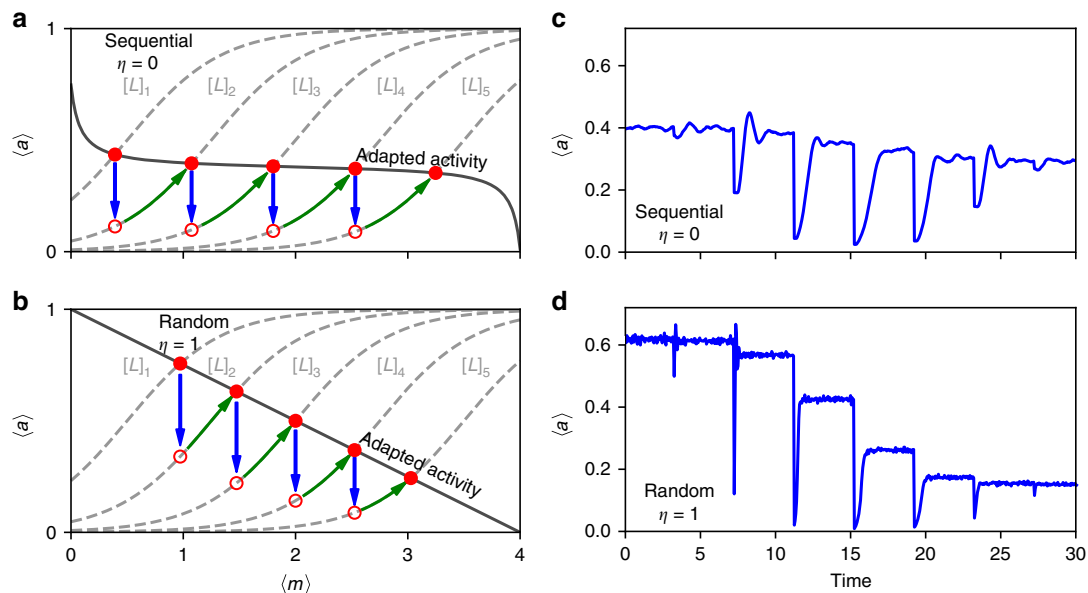 a
1
Sequential
η = 0
[L]1
[L]2
[L]3
[L]4
[L]5
⟨a⟩
Adapted activity
0
b
1
Random
η = 1
[L]1
[L]2
[L]3
[L]4
[L]5
⟨a⟩
Adapted activity
0
0
1
2
3
4
⟨m⟩
c
0.6
0.4
0.2
0.0
⟨a⟩
Sequential
η = 0
d
0.6
0.4
0.2
0.0
⟨a⟩
Random
η = 1
0
5
10
15
20
25
30
Time